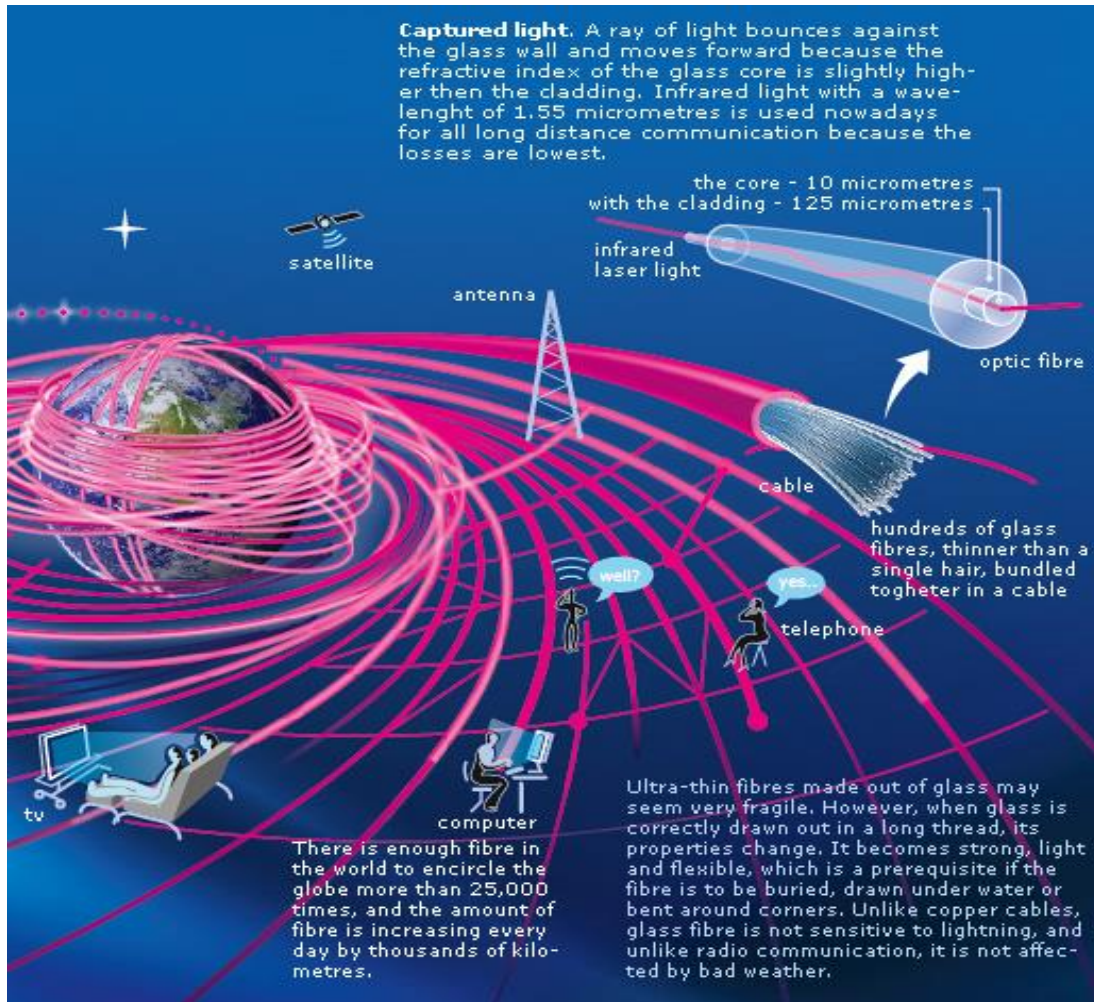 Captured light. A ray of light bounces against
the glass wall and moves forward because the
refractive index of the glass core is slightly high-
er then the cladding. Infrared light with a wave-
lenght of 1.55 micrometres is used nowadays
for all long distance communication because the
losses are lowest.
the core - 10 micrometres
with the cladding - 125 micrometres
infrared
laser light
satellite
antenna
optic fibre
cable
hundreds of glass
fibres, thinner than a
single hair, bundled
togheter in a cable
well?
yes..
telephone
tv
computer
There is enough fibre in
the world to encircle the
globe more than 25,000
times, and the amount of
fibre is increasing every
day by thousands of kilo-
metres.
Ultra-thin fibres made out of glass may
seem very fragile. However, when glass is
correctly drawn out in a long thread, its
properties change. It becomes strong, light
and flexible, which is a prerequisite if the
fibre is to be buried, drawn under water or
bent around corners. Unlike copper cables,
glass fibre is not sensitive to lightning, and
unlike radio communication, it is not affec-
ted by bad weather.